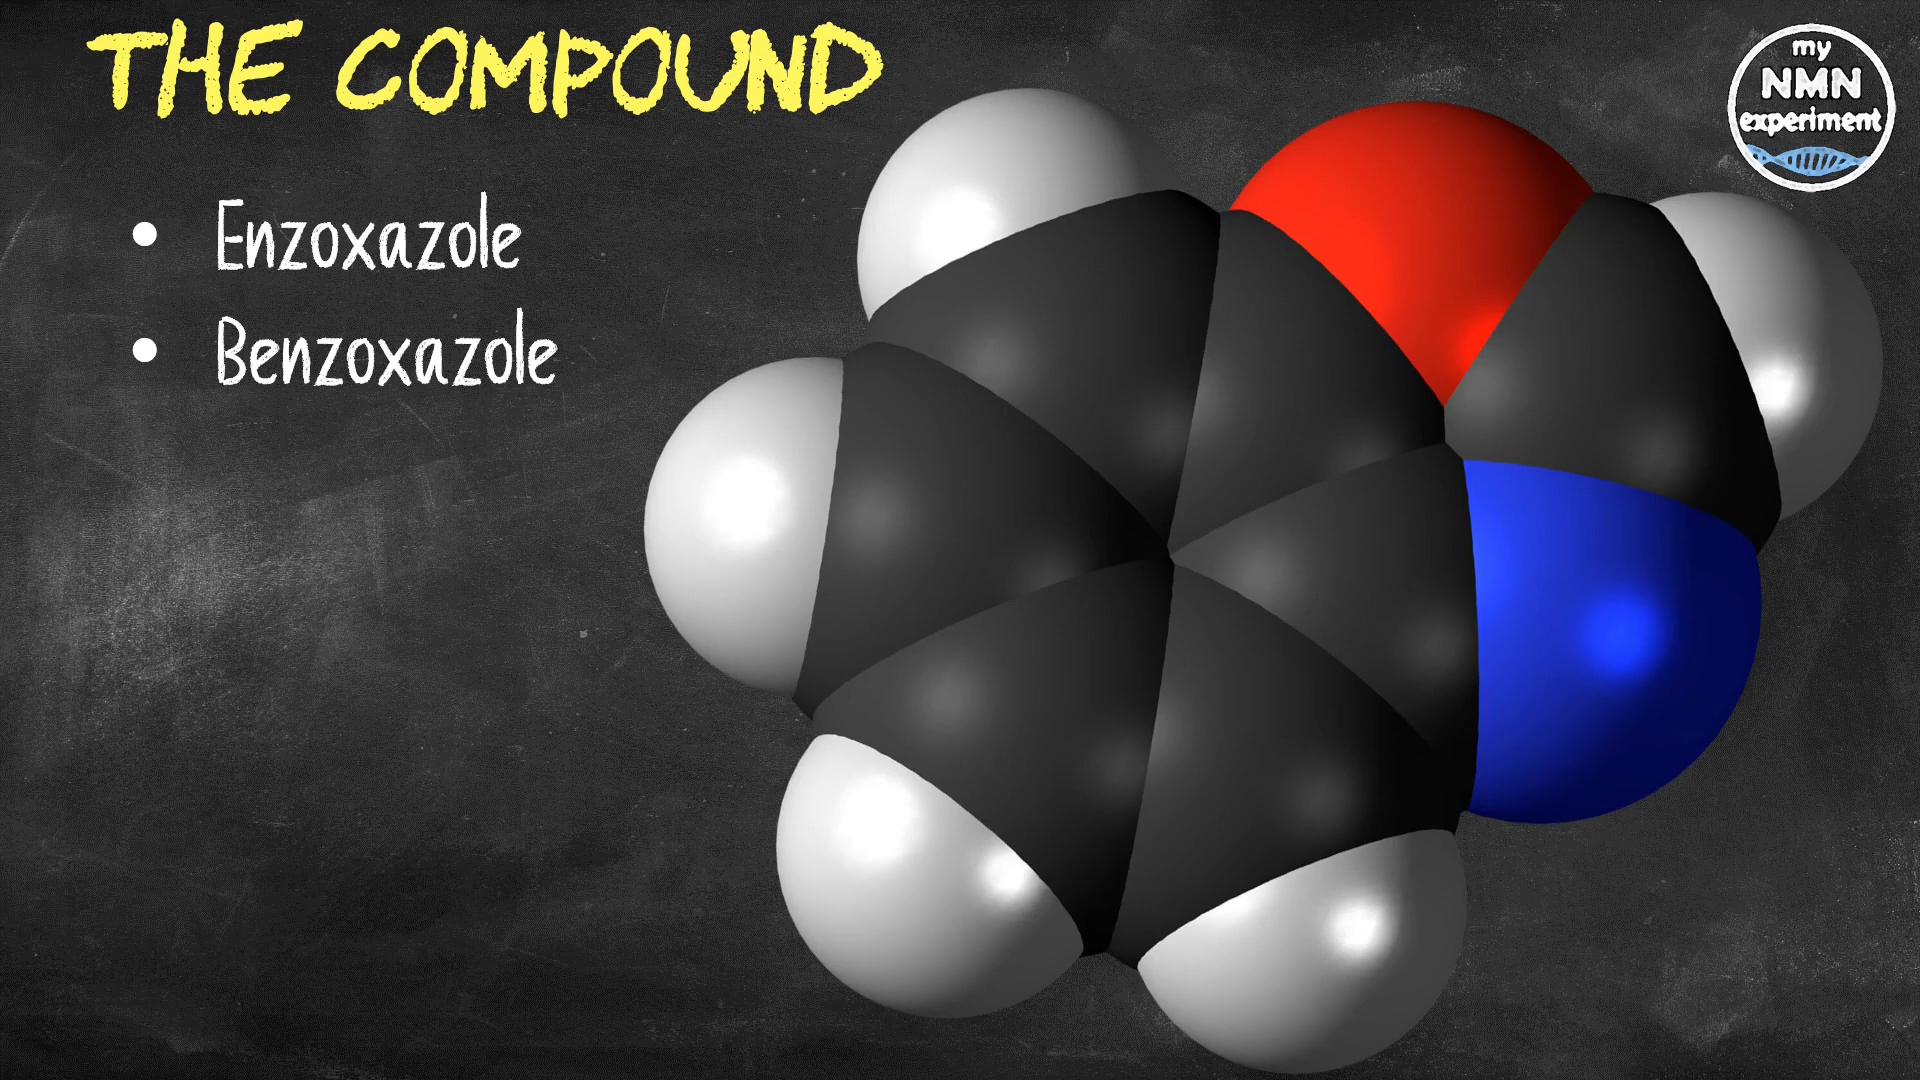 THE COMPOUND
• Enzoxazole
• Benzoxazole
my
NMN
experiment